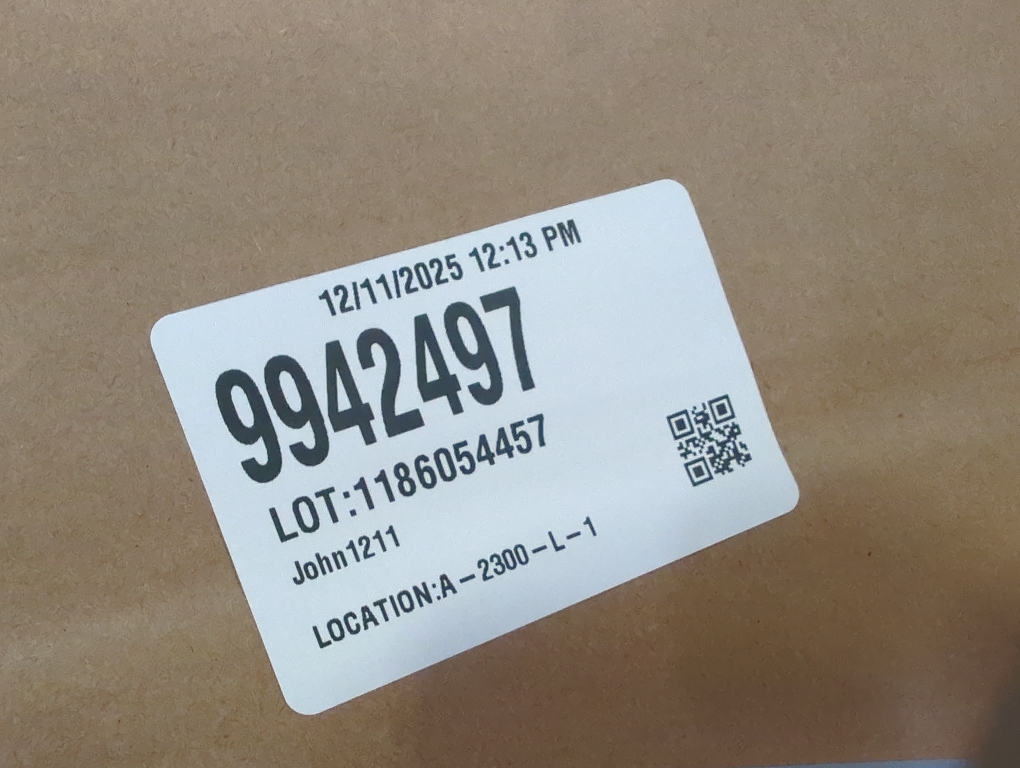 12/11/2025 12:13 PM
9942497
LOT:1186054457
John1211
LOCATION:A-2300-L-1